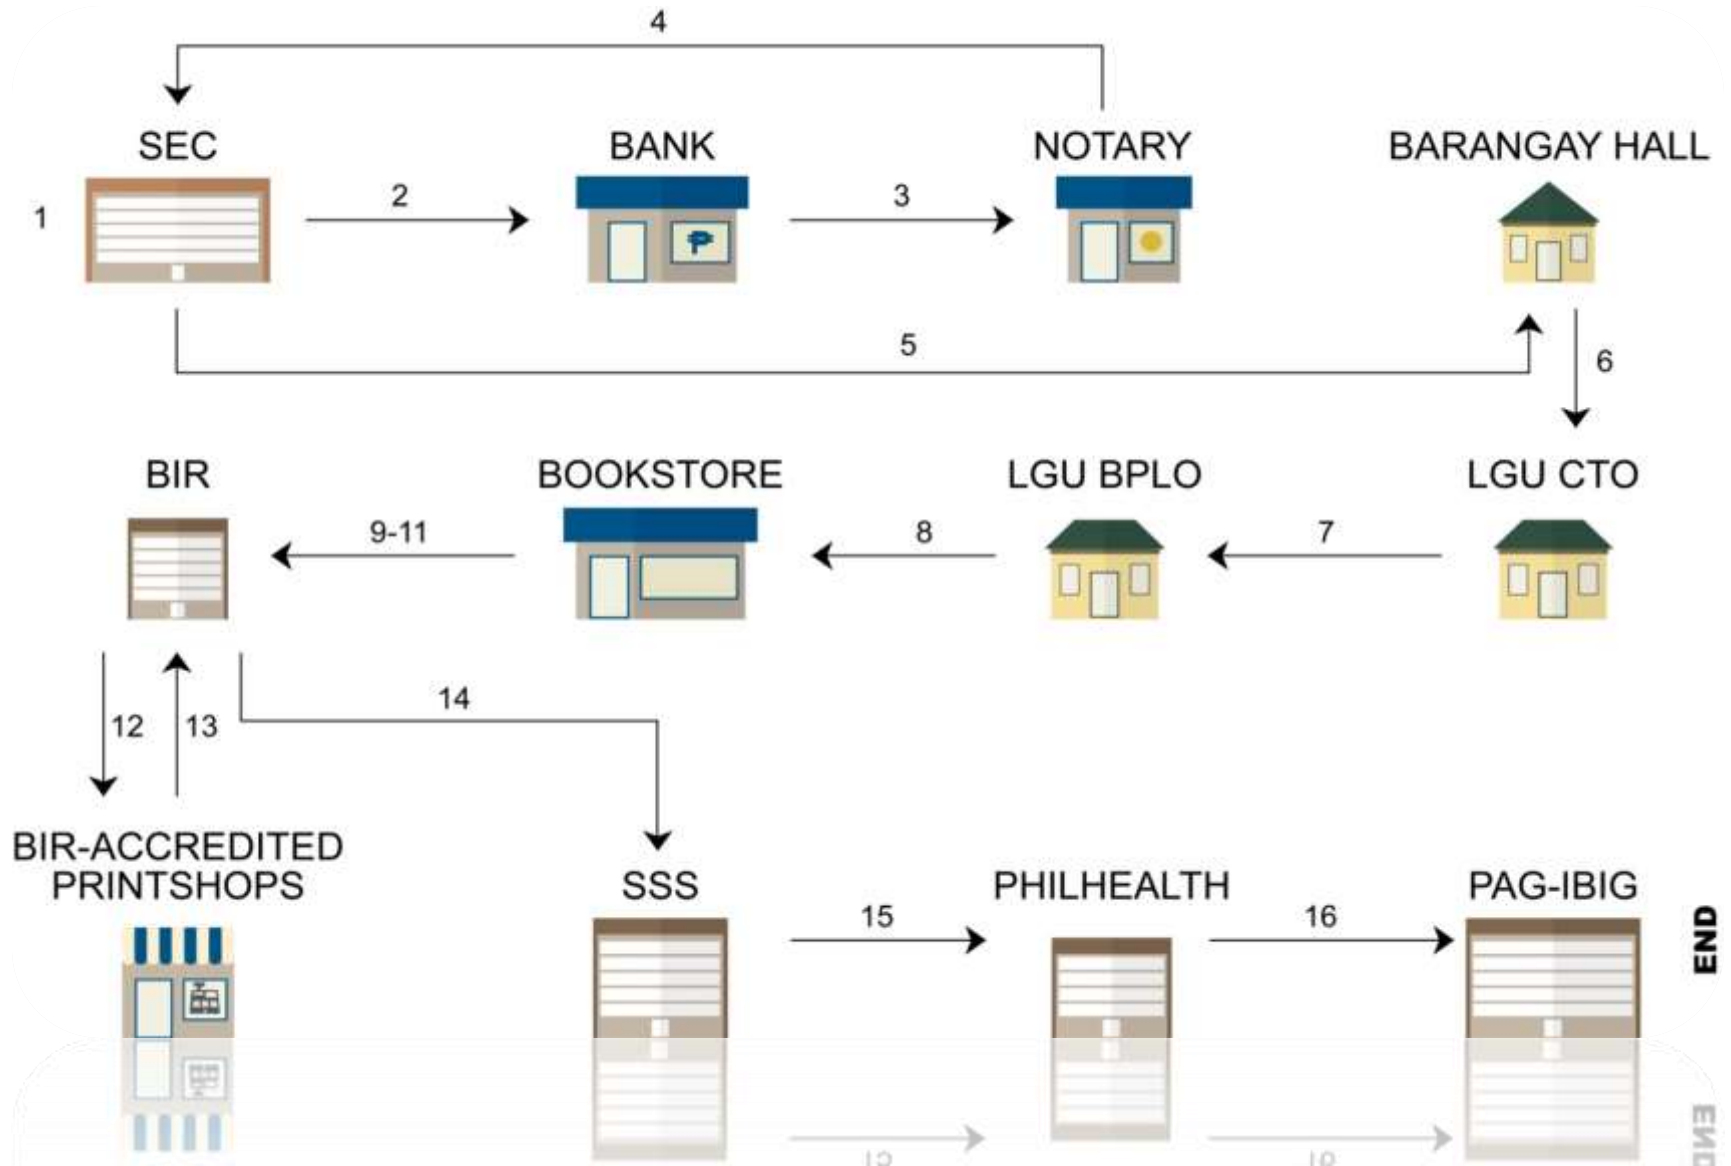 4
SEC
BANK
NOTARY
BARANGAY HALL
1
2
3
5
6
BIR
BOOKSTORE
LGU BPLO
LGU CTO
9-11
8
7
12
13
14
BIR-ACCREDITED
PRINTSHOPS
SSS
PHILHEALTH
PAG-IBIG
15
16
END